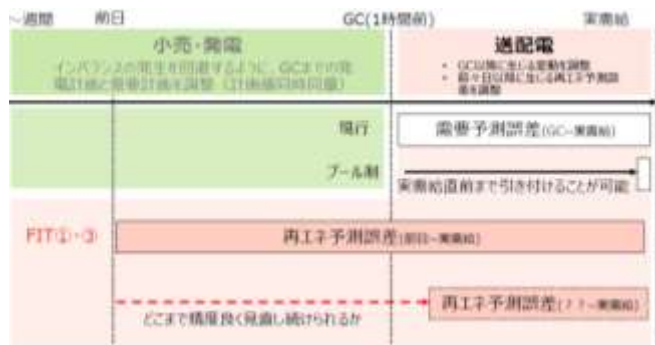 ～週間 前日 GC(1時間前) 実需給
小売・発電
インバランスの発生を回避するように、GCまでの発
電計画と需要計画を調整（計画値同時同量）
送配電
• GC以降に生じる変動を調整
• 前々日以降に生じる再エネ予測誤
差を調整
現行
需要予測誤差(GC～実需給)
プール制
実需給直前まで引き付けることが可能
FIT①・③
再エネ予測誤差(前日～実需給)
再エネ予測誤差(？？～実需給)
どこまで精度良く見直し続けられるか